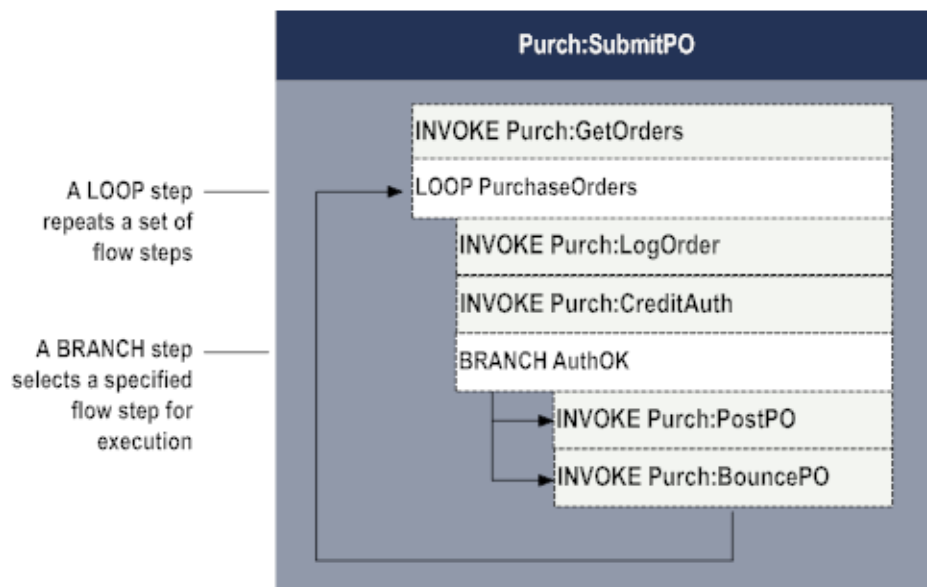 Purch:SubmitPO
INVOKE Purch:GetOrders
LOOP PurchaseOrders
INVOKE Purch:LogOrder
INVOKE Purch:CreditAuth
BRANCH AuthOK
INVOKE Purch:PostPO
INVOKE Purch:BouncePO
A LOOP step
repeats a set of
flow steps
A BRANCH step
selects a specified
flow step for
execution